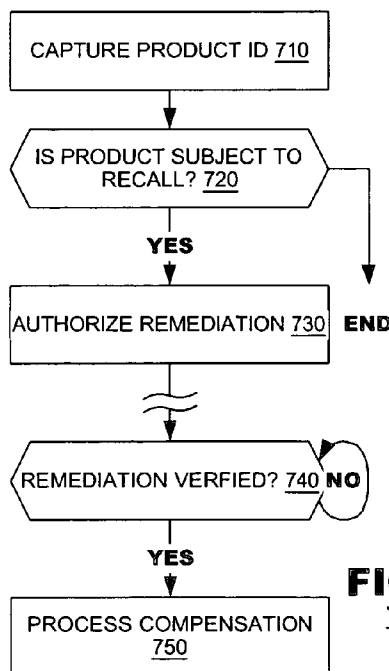 CAPTURE PRODUCT ID 710
IS PRODUCT SUBJECT TO
RECALL? 720
YES
AUTHORIZE REMEDIATION 730
END
REMEDIATION VERFIED? 740
NO
YES
PROCESS COMPENSATION
750